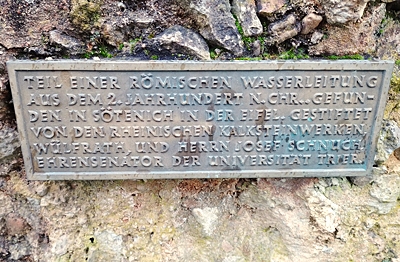 TEIL EINER RÖMISCHEN WASSERLEITUNG
AUS DEM 2. JAHRHUNDERT N. CHR., GEFUN-
DEN IN SÖTENICH IN DER EIFEL. GESTIFTET
VON DEN RHEINISCHEN KALKSTEINWERKEN,
WÜLFRATH, UND HERRN JOSEF SCHNUCH,
EHRENSENATOR DER UNIVERSITÄT TRIER.